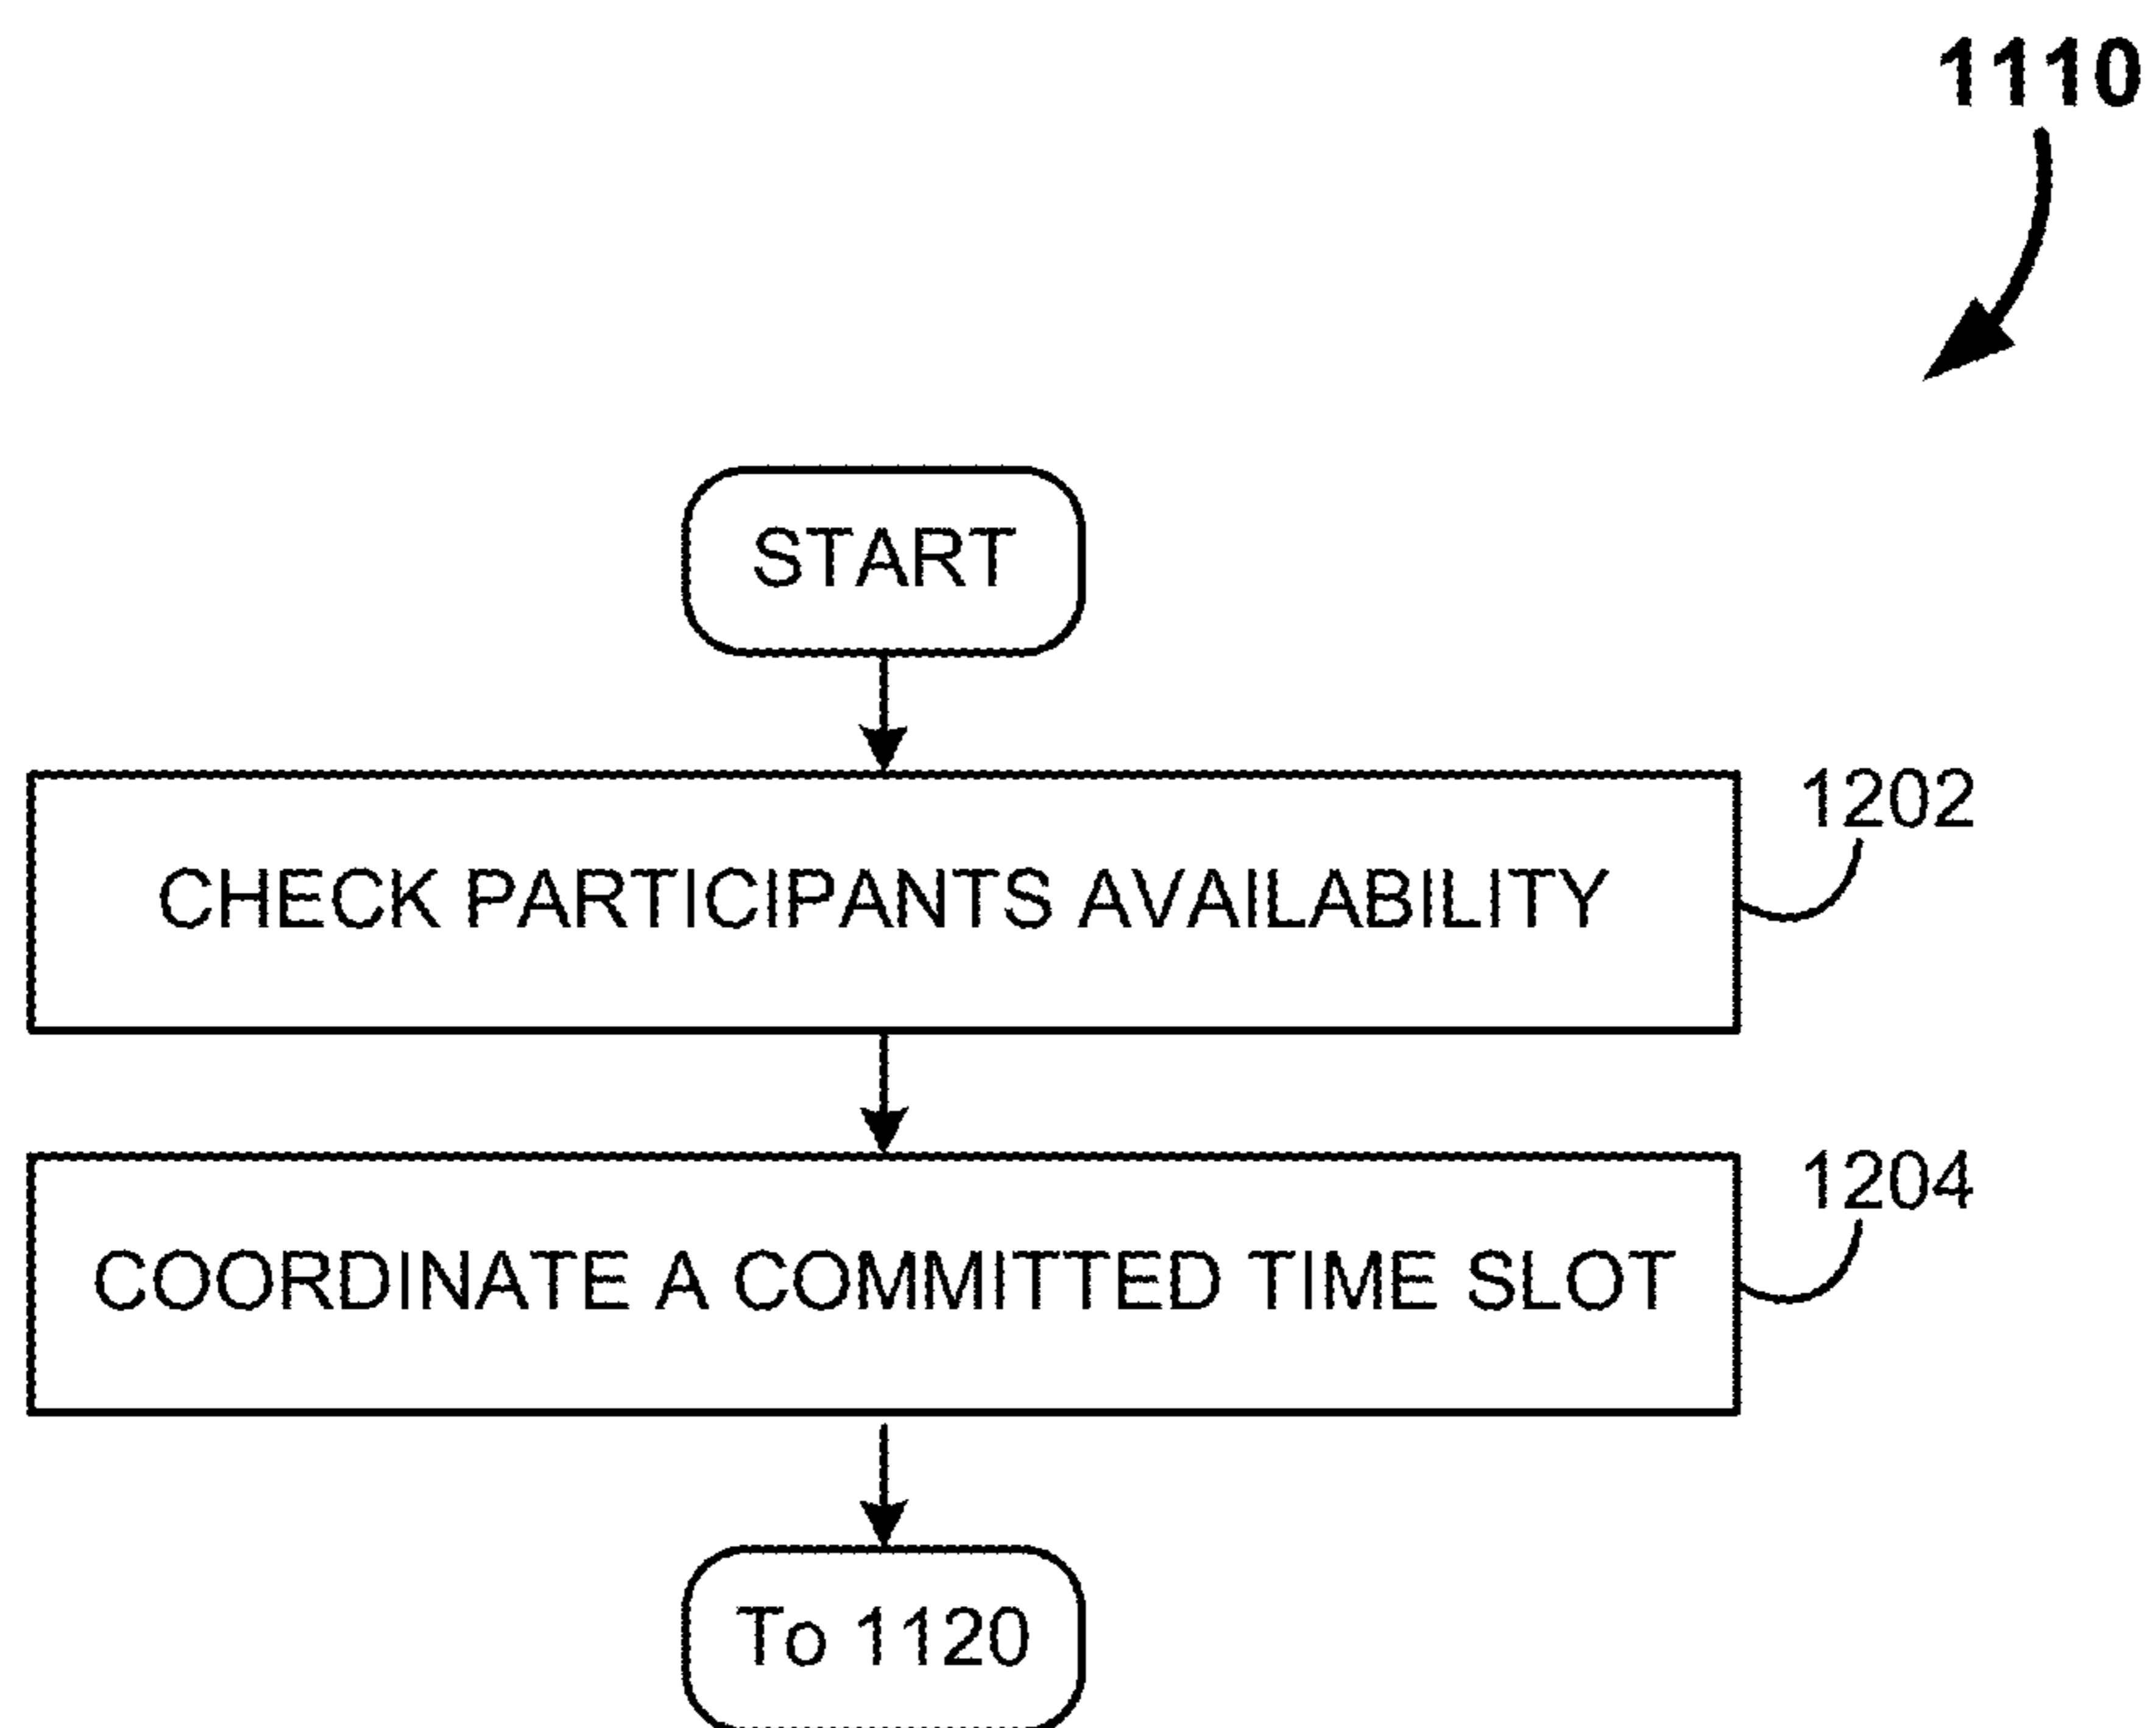 1110
START
1202
CHECK PARTICIPANTS AVAILABILITY
1204
COORDINATE A COMMITTED TIME SLOT
To 1120